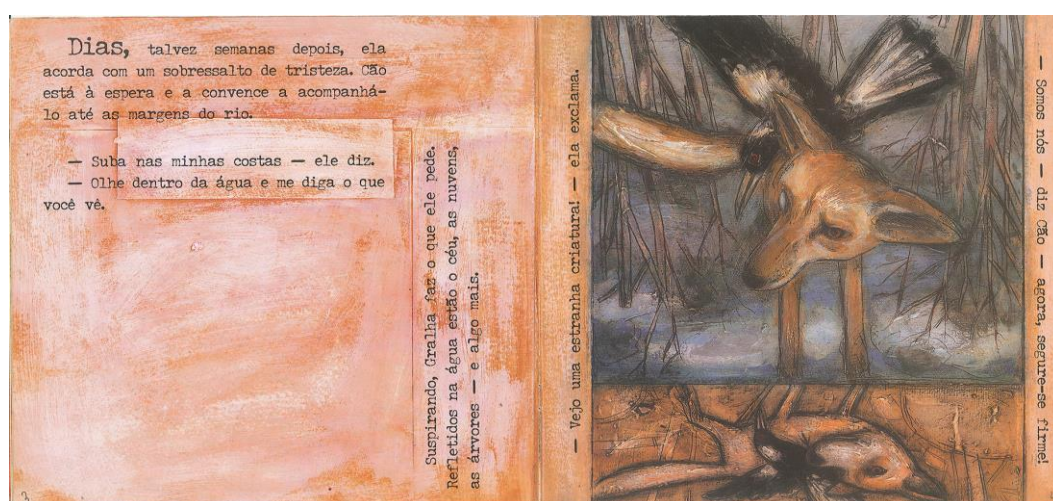 Dias, talvez semanas depois, ela
acorda com um sobressalto de tristeza. Cão
está à espera e a convence a acompanhá-
lo até as margens do rio.
— Suba nas minhas costas — ele diz.
— Olhe dentro da água e me diga o que
você vê.
Suspirando, Gralha faz o que ele pede.
Refletidos na água estão o céu, as nuvens,
as árvores — e algo mais.
— Vejo uma estranha criatura! — ela exclama.
— Somos nós — diz Cão — agora, segure-se firme!